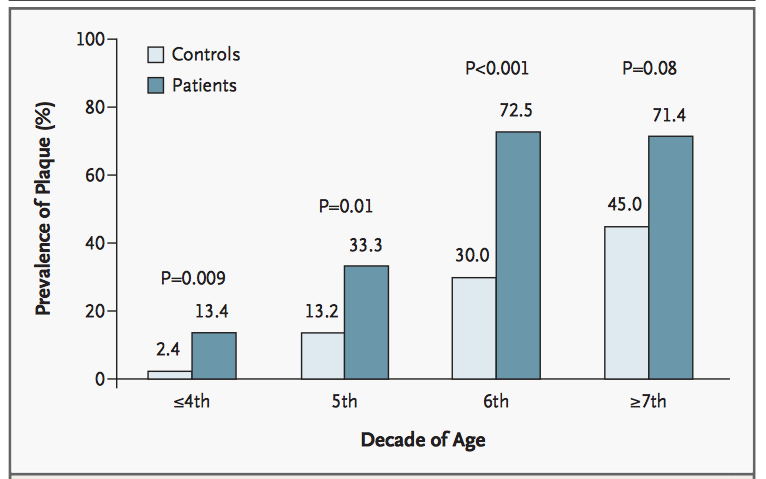 100
Controls
Patients
P<0.001
P=0.08
80
72.5
71.4
60
P=0.01
45.0
40
33.3
30.0
P=0.009
20
13.4
13.2
2.4
0
≤4th
5th
6th
≥7th
Prevalence of Plaque (%)
Decade of Age